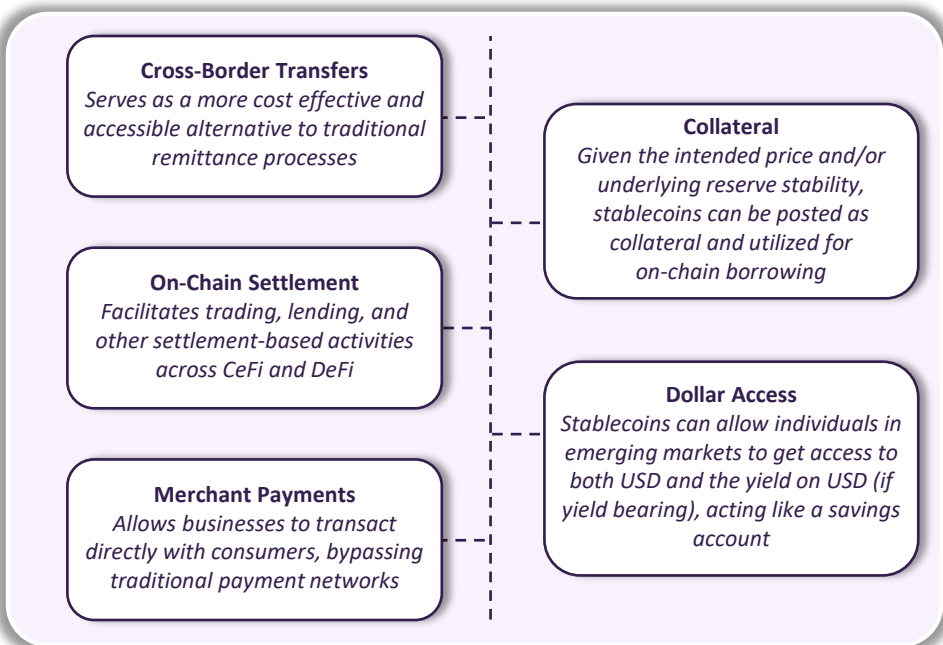 Cross-Border Transfers
Serves as a more cost effective and
accessible alternative to traditional
remittance processes
Collateral
Given the intended price and/or
underlying reserve stability,
stablecoins can be posted as
collateral and utilized for
on-chain borrowing
On-Chain Settlement
Facilitates trading, lending, and
other settlement-based activities
across CeFi and DeFi
Dollar Access
Stablecoins can allow individuals in
emerging markets to get access to
both USD and the yield on USD (if
yield bearing), acting like a savings
account
Merchant Payments
Allows businesses to transact
directly with consumers, bypassing
traditional payment networks